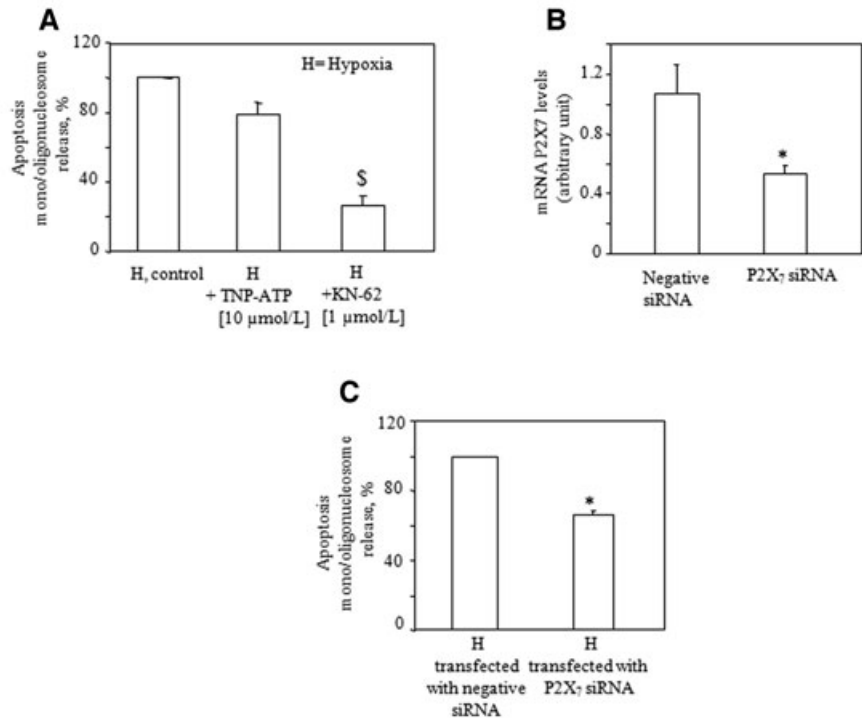 A
Apoptosis
mono/oligonucleosome
release, %
120
80
40
0
H= Hypoxia
$
H, control
H
+ TNP-ATP
[10 µmol/L]
H
+KN-62
[1 µmol/L]
B
mRNA P2X7 levels
(arbitrary unit)
1.2
0.8
0.4
0
*
Negative
siRNA
P2X₇ siRNA
C
Apoptosis
mono/oligonucleosome
release, %
120
80
40
0
*
H
transfected
with negative
siRNA
H
transfected with
P2X₇ siRNA